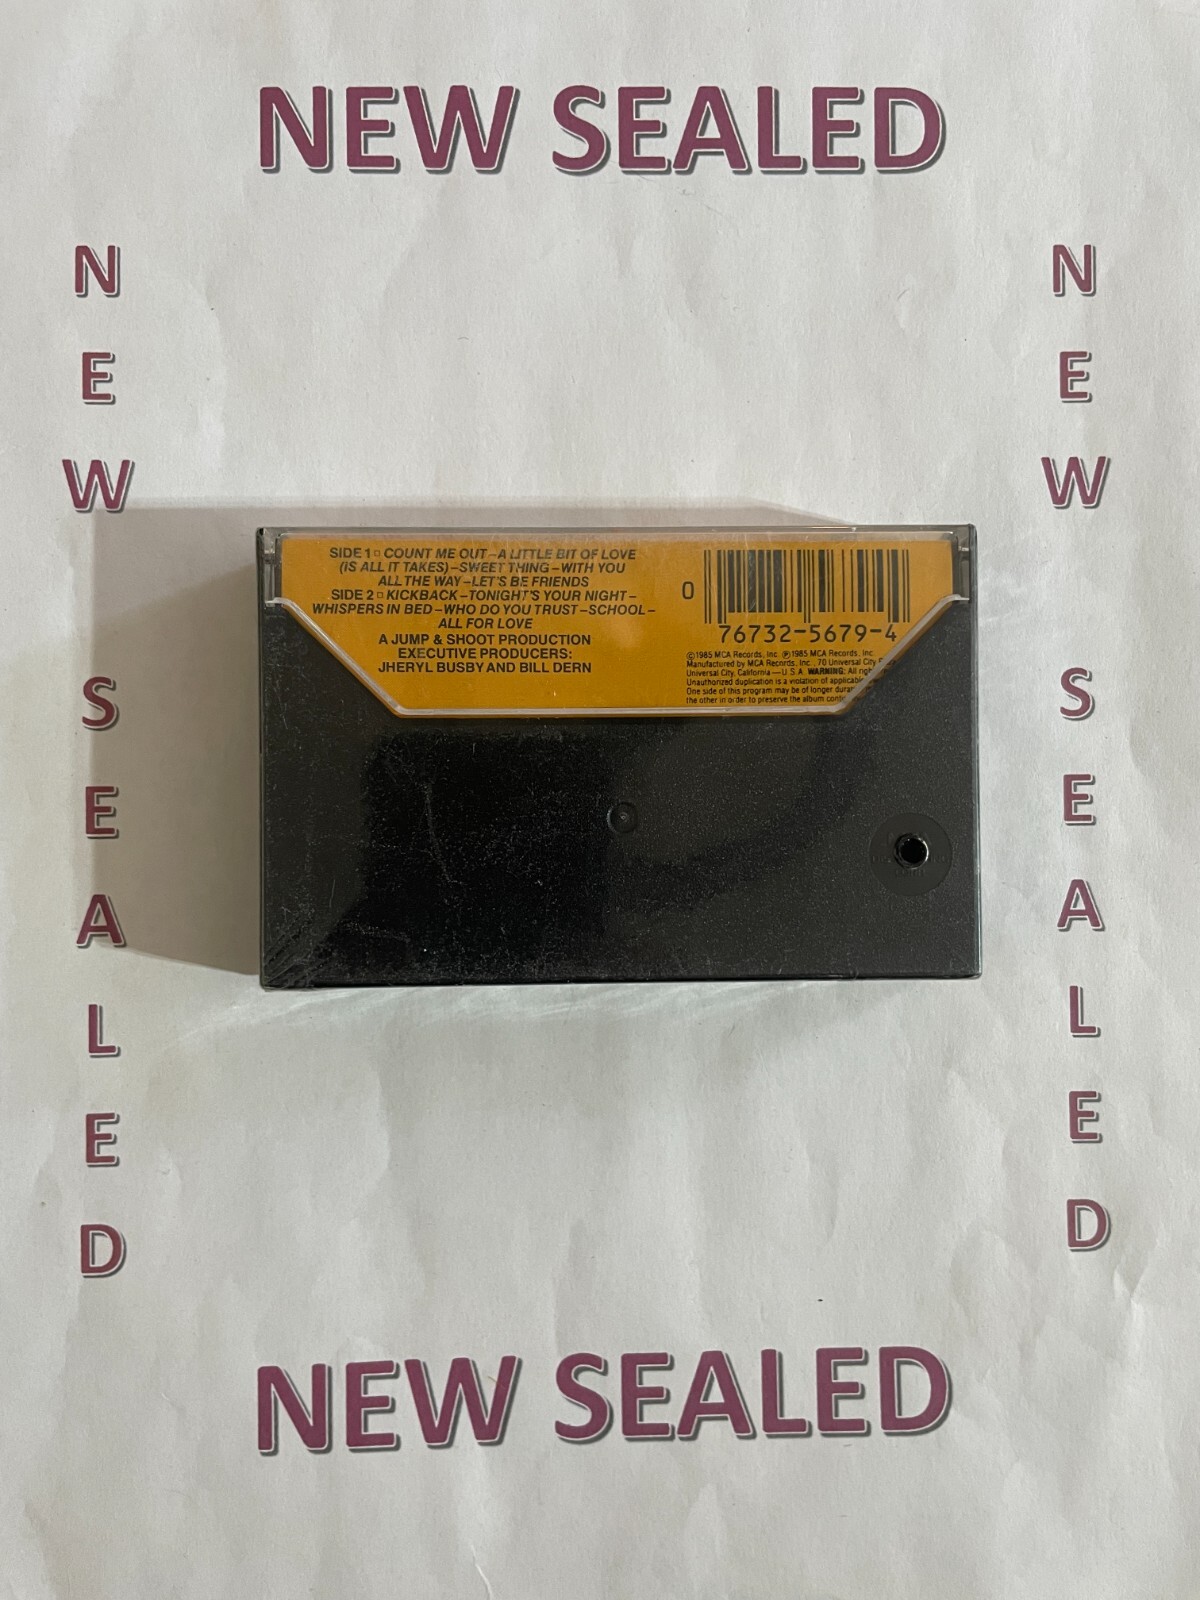 NEW SEALED
N
E
W
S
E
A
L
E
D
N
E
W
S
E
A
L
E
D
SIDE 1 ▫ COUNT ME OUT – A LITTLE BIT OF LOVE
(IS ALL IT TAKES) – SWEET THING – WITH YOU
ALL THE WAY – LET'S BE FRIENDS
SIDE 2 ▫ KICKBACK – TONIGHT'S YOUR NIGHT –
WHISPERS IN BED – WHO DO YOU TRUST – SCHOOL –
ALL FOR LOVE
A JUMP & SHOOT PRODUCTION
EXECUTIVE PRODUCERS:
JHERYL BUSBY AND BILL DERN
0
76732-5679-4
©1985 MCA Records, Inc. ℗1985 MCA Records, Inc.
Manufactured by MCA Records, Inc., 70 Universal City
Universal City, California — U.S.A. WARNING: All
Unauthorized duplication is a violation of applicable
One side of this program may be of longer
the other in order to preserve the album
NEW SEALED